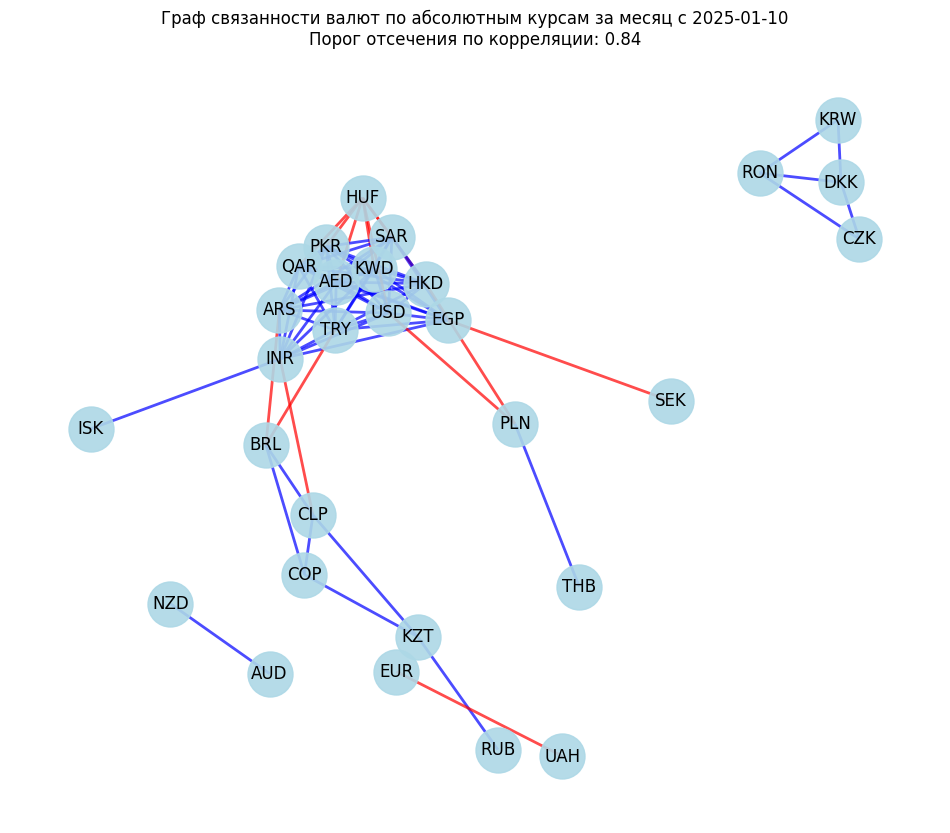 Граф связанности валют по абсолютным курсам за месяц с 2025-01-10
Порог отсечения по корреляции: 0.84
KRW
RON
DKK
CZK
HUF
SAR
PKR
QAR
KWD
AED
HKD
ARS
USD
EGP
TRY
INR
SEK
PLN
ISK
BRL
CLP
COP
THB
NZD
KZT
EUR
AUD
RUB
UAH